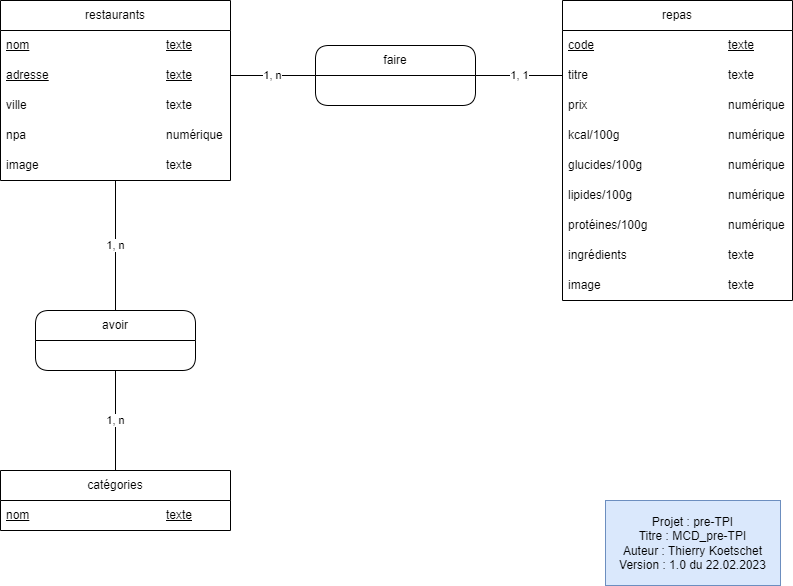 restaurants
nom texte
adresse texte
ville texte
npa numérique
image texte
1, n
faire
1, 1
repas
code texte
titre texte
prix numérique
kcal/100g numérique
glucides/100g numérique
lipides/100g numérique
protéines/100g numérique
ingrédients texte
image texte
1, n
avoir
1, n
catégories
nom texte
Projet : pre-TPI
Titre : MCD_pre-TPI
Auteur : Thierry Koetschet
Version : 1.0 du 22.02.2023